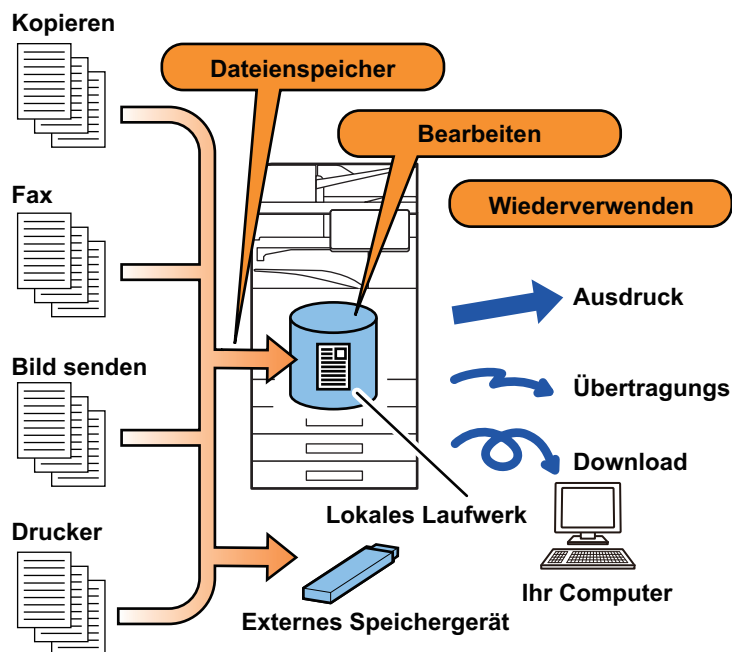 Kopieren
Dateienspeicher
Bearbeiten
Fax
Wiederverwenden
Ausdruck
Bild senden
Übertragungs
Download
Lokales Laufwerk
Drucker
Ihr Computer
Externes Speichergerät